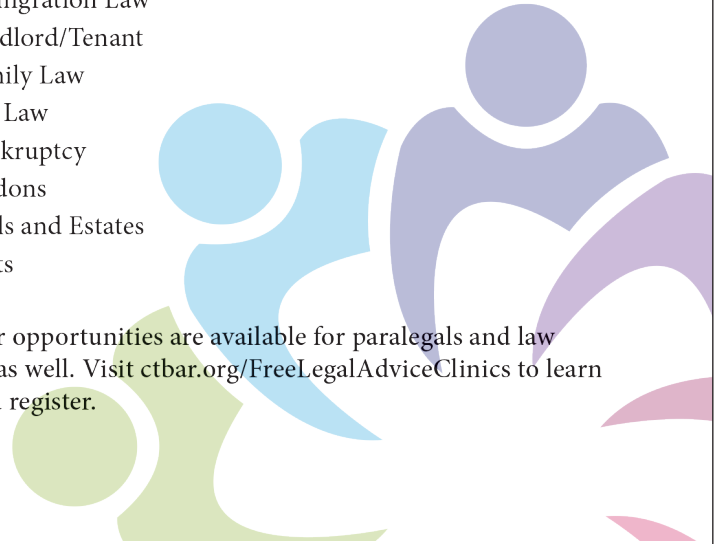 igration Law
dlord/Tenant
ily Law
Law
kruptcy
dons
ls and Estates
ts
r opportunities are available for paralegals and law
as well. Visit ctbar.org/FreeLegalAdviceClinics to learn
register.